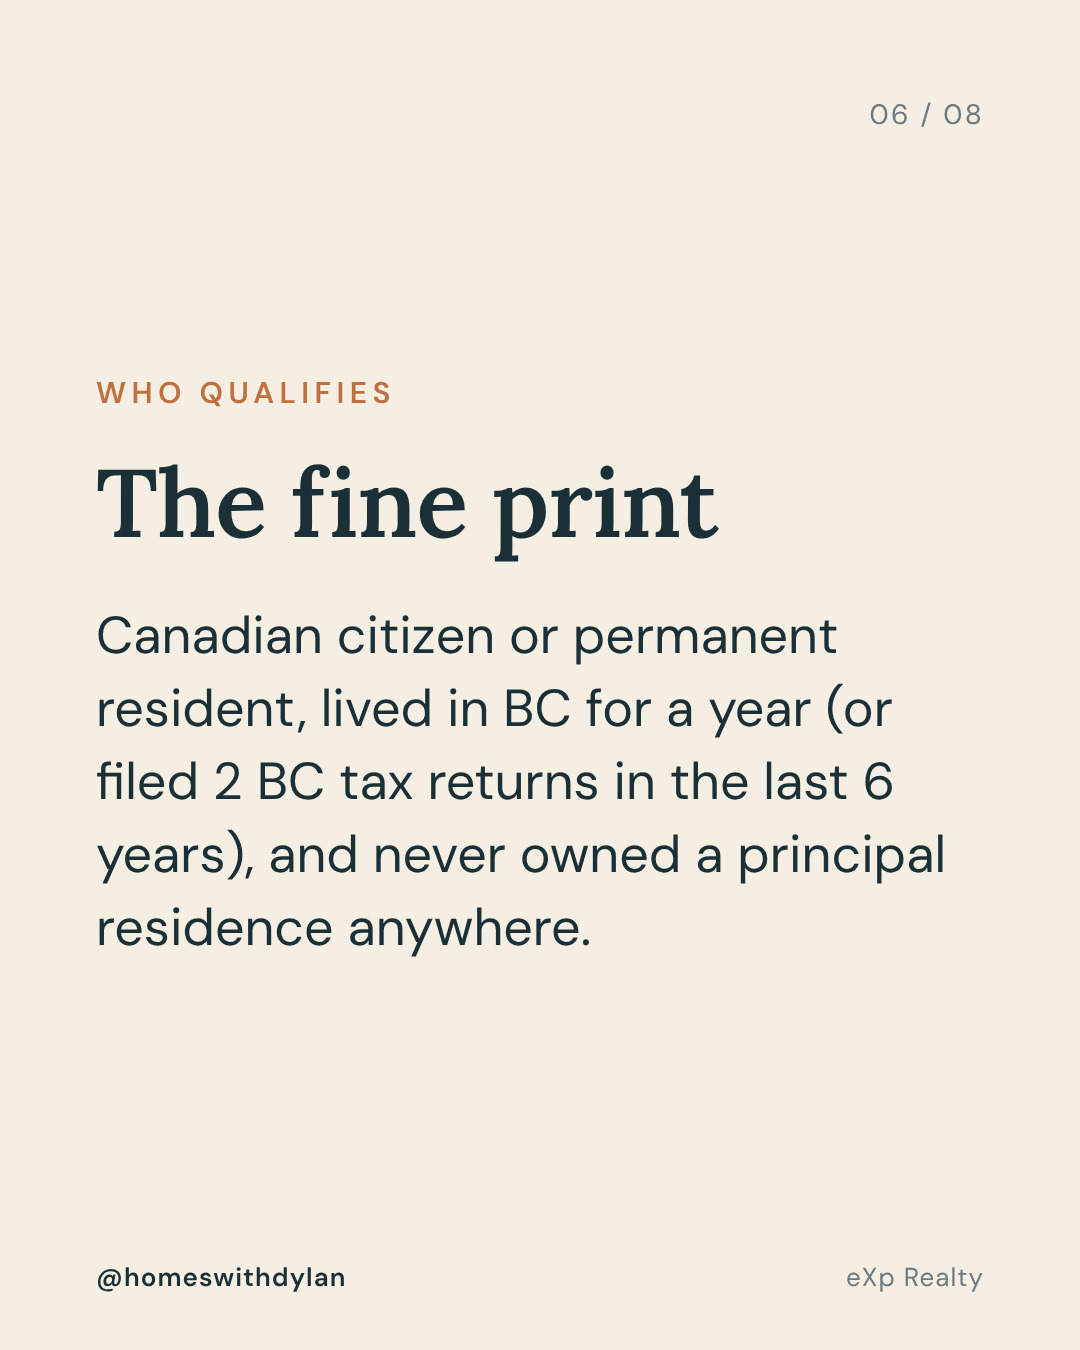 06 / 08
WHO QUALIFIES
The fine print
Canadian citizen or permanent
resident, lived in BC for a year (or
filed 2 BC tax returns in the last 6
years), and never owned a principal
residence anywhere.
@homeswithdylan
eXp Realty